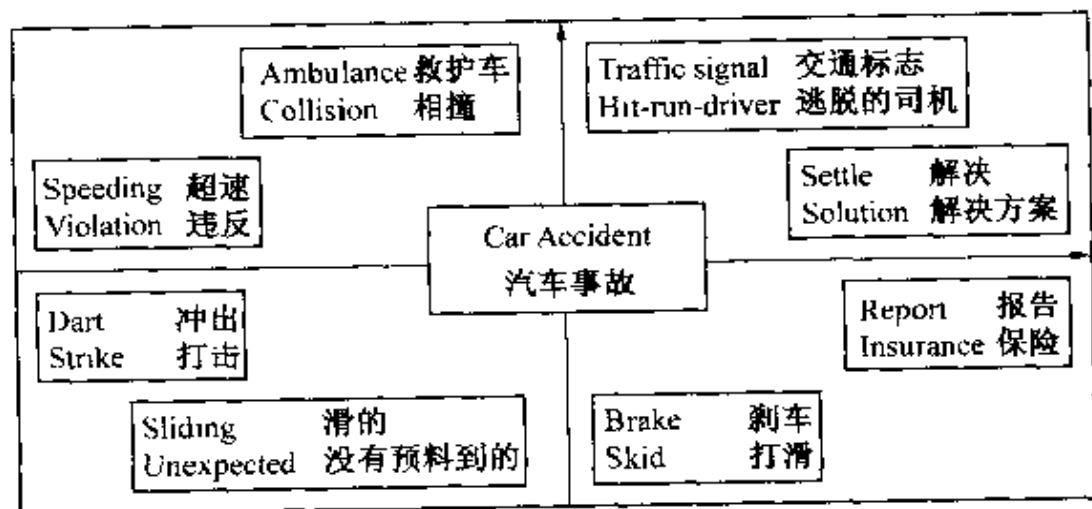 Ambulance 救护车
Collision 相撞
Traffic signal 交通标志
Hit-run-driver 逃脱的司机
Speeding 超速
Violation 违反
Settle 解决
Solution 解决方案
Car Accident
汽车事故
Dart 冲出
Strike 打击
Report 报告
Insurance 保险
Sliding 滑的
Unexpected 没有预料到的
Brake 刹车
Skid 打滑